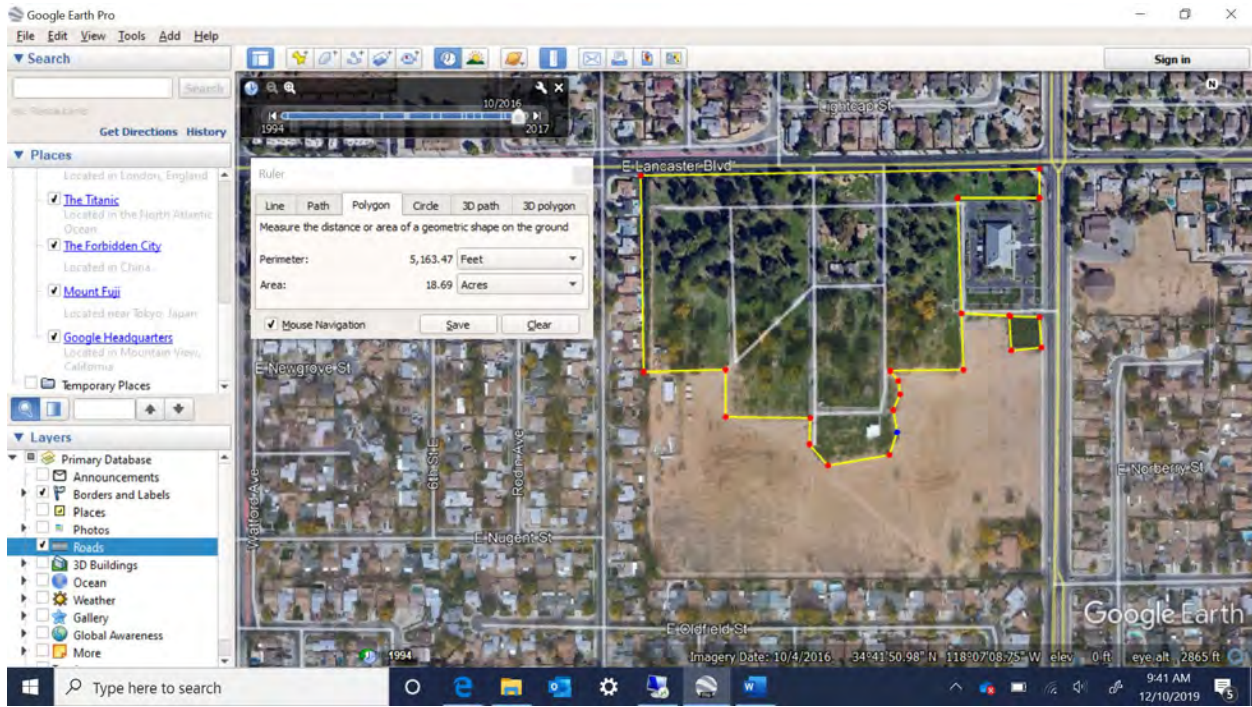 Google Earth Pro
File Edit View Tools Add Help
Search
Sign in
Search
Get Directions History
Places
Located in London, England
The Titanic
Located in the North Atlantic
Ocean
The Forbidden City
Located in China.
Mount Fuji
Located near Tokyo, Japan
Google Headquarters
Located in Mountain View,
California
Temporary Places
Layers
Primary Database
Announcements
Borders and Labels
Places
Photos
Roads
3D Buildings
Ocean
Weather
Gallery
Global Awareness
More
10/2016
1994
2017
Ruler
Line Path Polygon Circle 3D path 3D polygon
Measure the distance or area of a geometric shape on the ground
Perimeter: 5,163.47 Feet
Area: 18.69 Acres
Mouse Navigation Save Clear
N
Lightcap St
E Lancaster Blvd
E Newgrove St
Watford Ave
6th St E
Rodin Ave
E Norberry St
E Nugent St
E Oldfield St
Google Earth
1994
Imagery Date: 10/4/2016 34°41'50.98" N 118°07'08.75" W elev 0 ft eye alt 2865 ft
Type here to search
9:41 AM
12/10/2019
5